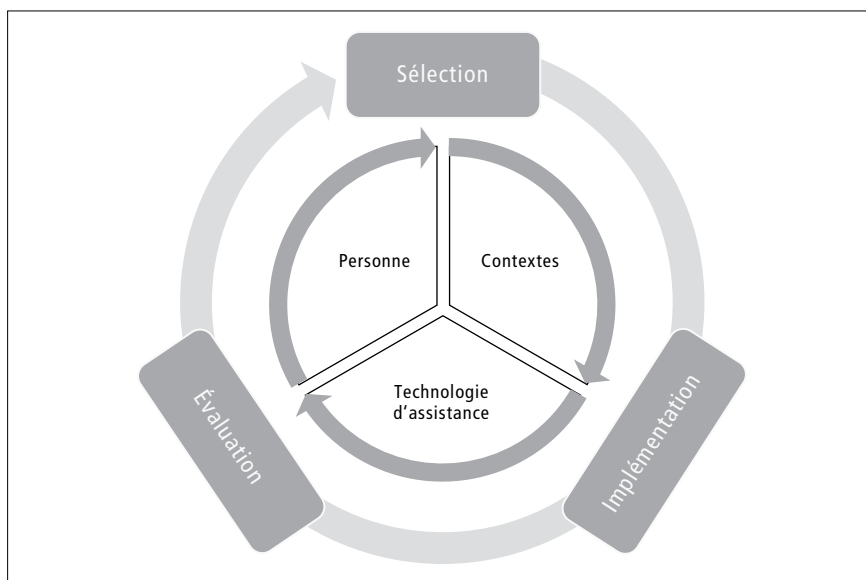 Sélection
Personne
Contextes
Technologie
d’assistance
Évaluation
Implémentation